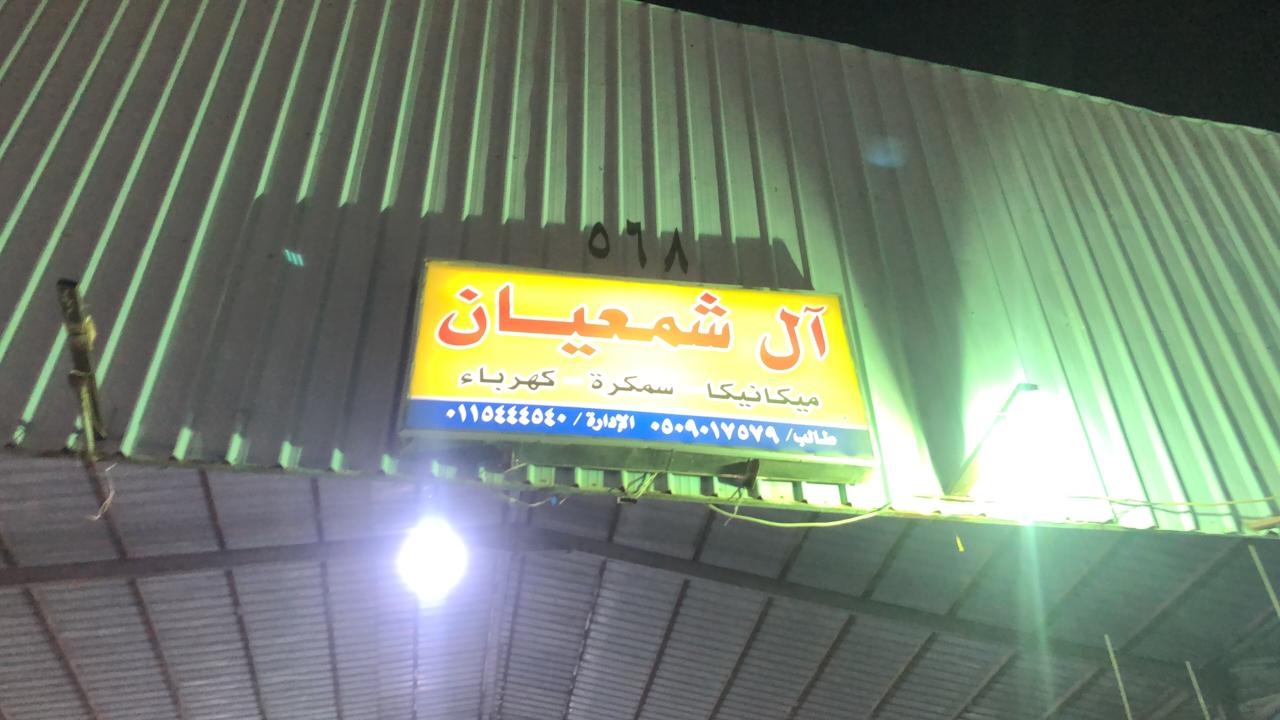 ٥٦٨
آل شمعيان
ميكانيكا سمكرة كهرباء
طالب/ ٠٥٠٩٠١٧٥٧٩ الإدارة/ ٠١١٥٤٤٤٥٤٠